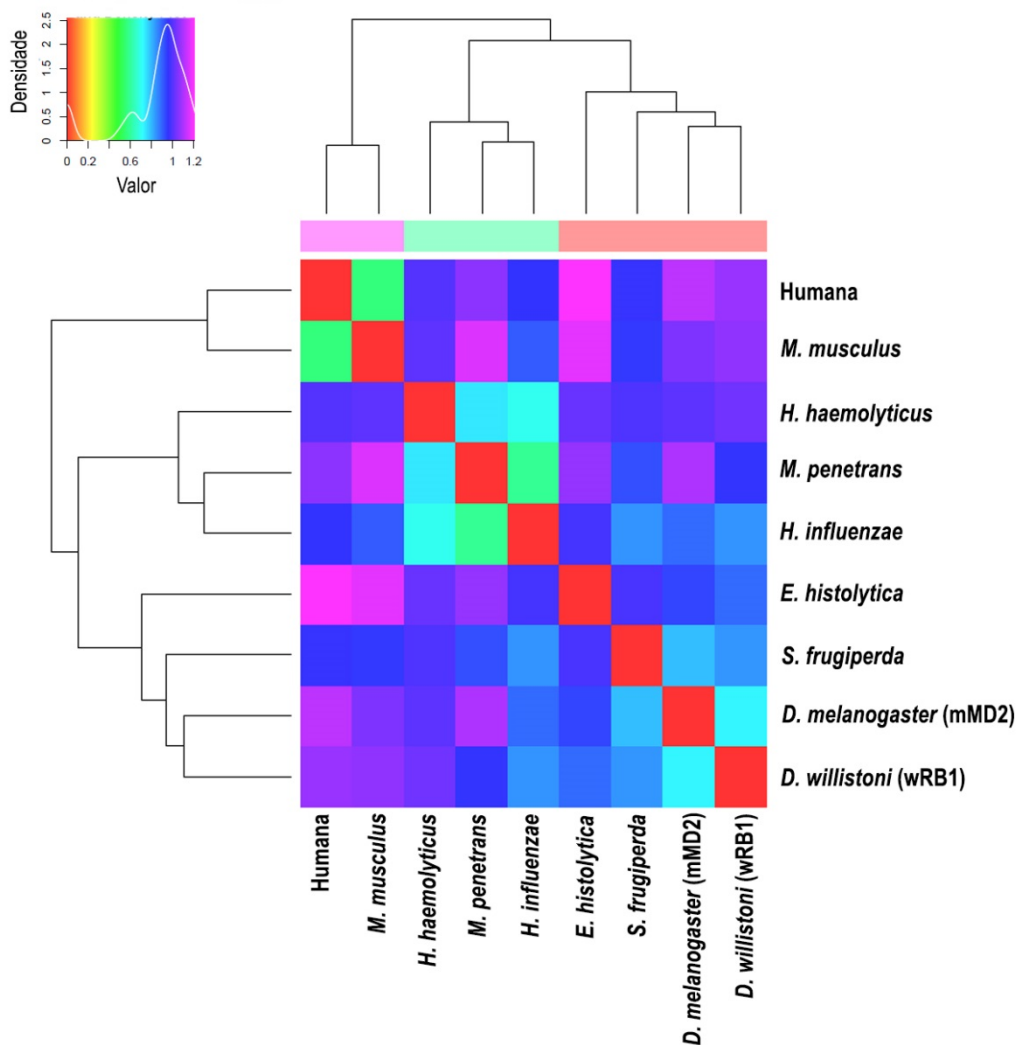 Densidade
2.5
2
1.5
1
0.5
0
0 0.2 0.6 1 1.2
Valor
Humana
M. musculus
H. haemolyticus
M. penetrans
H. influenzae
E. histolytica
S. frugiperda
D. melanogaster (mMD2)
D. willistoni (wRB1)
Humana
M. musculus
H. haemolyticus
M. penetrans
H. influenzae
E. histolytica
S. frugiperda
D. melanogaster (mMD2)
D. willistoni (wRB1)